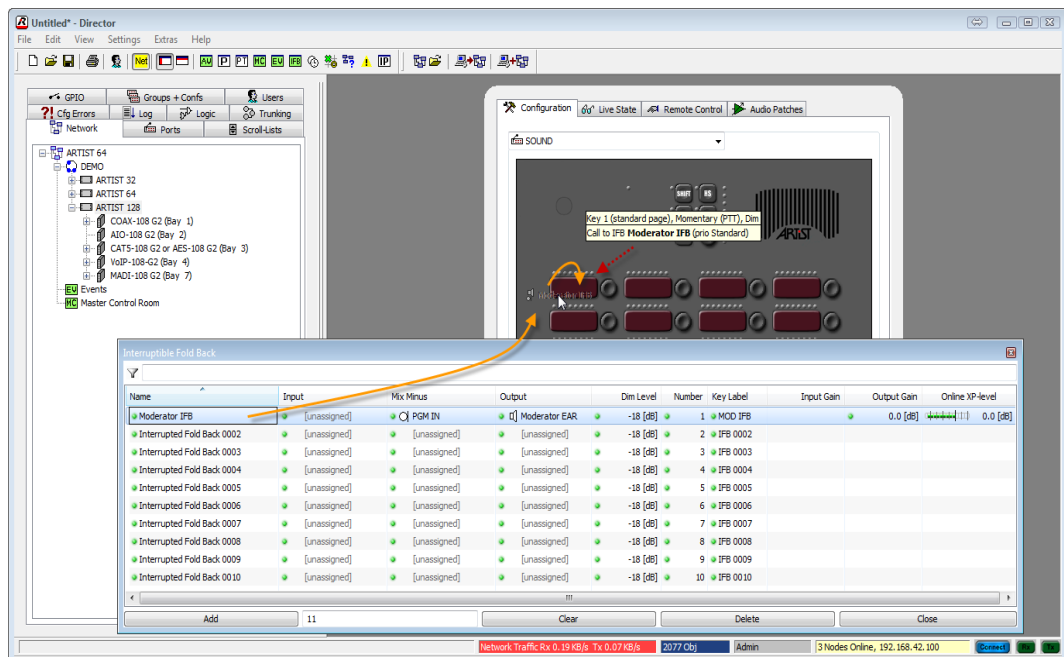 Untitled* - Director
File Edit View Settings Extras Help
Net AV P PT MC EV IFB IP
GPIO Groups + Confs Users
Cfg Errors Log Logic Trunking
Network Ports Scroll-Lists
ARTIST 64
DEMO
ARTIST 32
ARTIST 64
ARTIST 128
COAX-108 G2 (Bay 1)
AIO-108 G2 (Bay 2)
CAT5-108 G2 or AES-108 G2 (Bay 3)
VoIP-108-G2 (Bay 4)
MADI-108 G2 (Bay 7)
EV Events
MC Master Control Room
Configuration Live State Remote Control Audio Patches
SOUND
SHIFT HS
Key 1 (standard page), Momentary (PTT), Dim
Call to IFB Moderator IFB (prio Standard)
ARTIST
Interruptible Fold Back
Name Input Mix Minus Output Dim Level Number Key Label Input Gain Output Gain Online XP-level
Moderator IFB [unassigned] PGM IN Moderator EAR -18 [dB] 1 MOD IFB 0.0 [dB] 0.0 [dB]
Interrupted Fold Back 0002 [unassigned] [unassigned] [unassigned] -18 [dB] 2 IFB 0002
Interrupted Fold Back 0003 [unassigned] [unassigned] [unassigned] -18 [dB] 3 IFB 0003
Interrupted Fold Back 0004 [unassigned] [unassigned] [unassigned] -18 [dB] 4 IFB 0004
Interrupted Fold Back 0005 [unassigned] [unassigned] [unassigned] -18 [dB] 5 IFB 0005
Interrupted Fold Back 0006 [unassigned] [unassigned] [unassigned] -18 [dB] 6 IFB 0006
Interrupted Fold Back 0007 [unassigned] [unassigned] [unassigned] -18 [dB] 7 IFB 0007
Interrupted Fold Back 0008 [unassigned] [unassigned] [unassigned] -18 [dB] 8 IFB 0008
Interrupted Fold Back 0009 [unassigned] [unassigned] [unassigned] -18 [dB] 9 IFB 0009
Interrupted Fold Back 0010 [unassigned] [unassigned] [unassigned] -18 [dB] 10 IFB 0010
Add 11 Clear Delete Close
Network Traffic Rx 0.19 KB/s Tx 0.07 KB/s 2077 Obj Admin 3 Nodes Online, 192.168.42.100 Connect Rx Tx